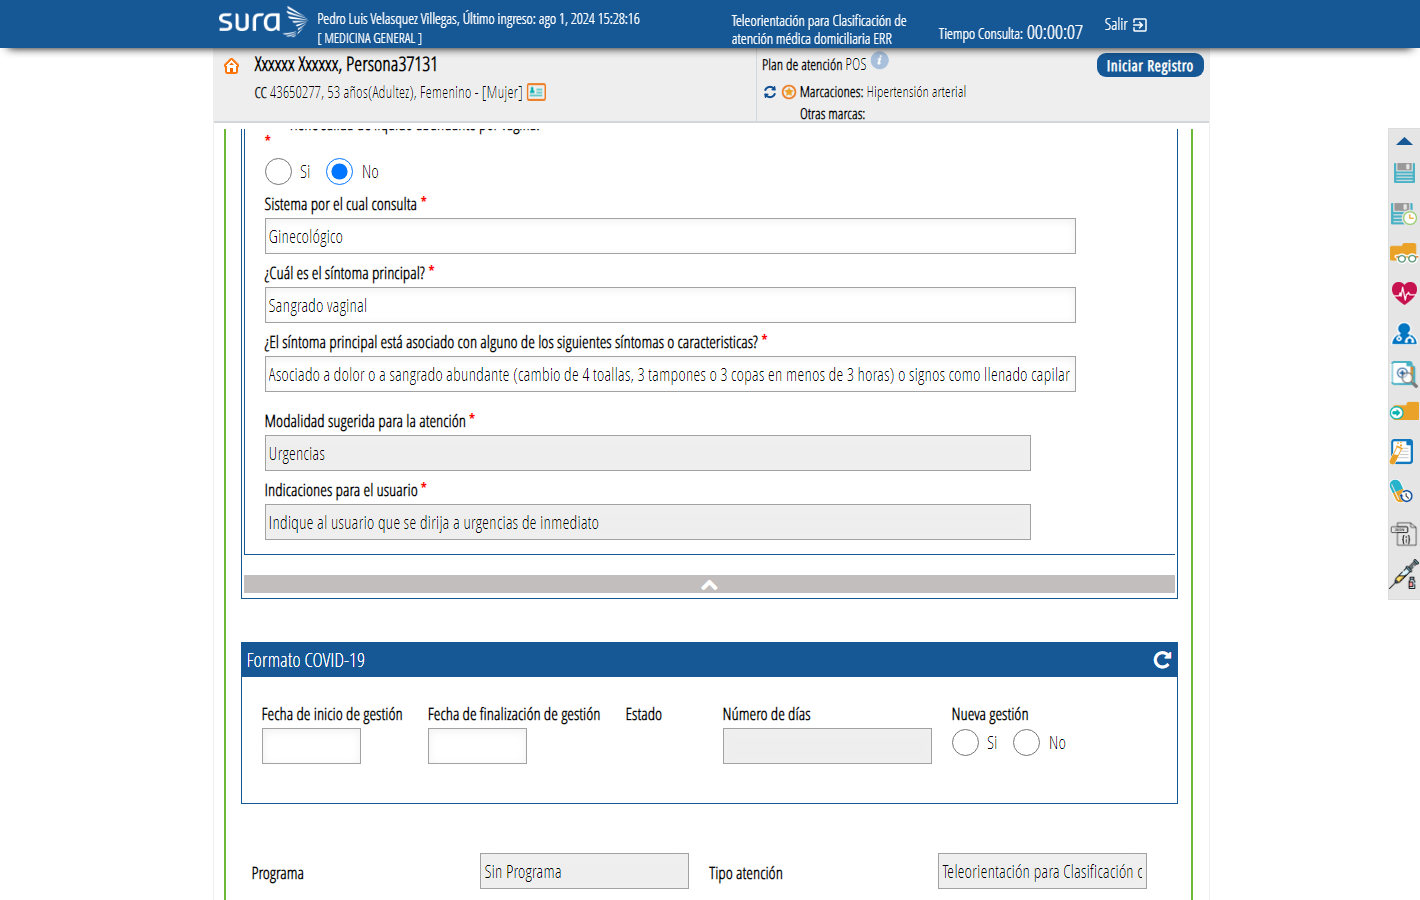 sura
Pedro Luis Velasquez Villegas, Último ingreso: ago 1, 2024 15:28:16
[ MEDICINA GENERAL ]
Teleorientación para Clasificación de
atención médica domiciliaria ERR
Tiempo Consulta: 00:00:07
Salir
Xxxxxx Xxxxxx, Persona37131
CC 43650277, 53 años(Adultez), Femenino - [Mujer]
Plan de atención POS
Marcaciones: Hipertensión arterial
Otras marcas:
Iniciar Registro
*
Si No
Sistema por el cual consulta *
Ginecológico
¿Cuál es el síntoma principal? *
Sangrado vaginal
¿El síntoma principal está asociado con alguno de los siguientes síntomas o caracteristicas? *
Asociado a dolor o a sangrado abundante (cambio de 4 toallas, 3 tampones o 3 copas en menos de 3 horas) o signos como llenado capilar
Modalidad sugerida para la atención *
Urgencias
Indicaciones para el usuario *
Indique al usuario que se dirija a urgencias de inmediato
Formato COVID-19
Fecha de inicio de gestión Fecha de finalización de gestión Estado Número de días Nueva gestión
Si No
Programa Sin Programa Tipo atención Teleorientación para Clasificación c